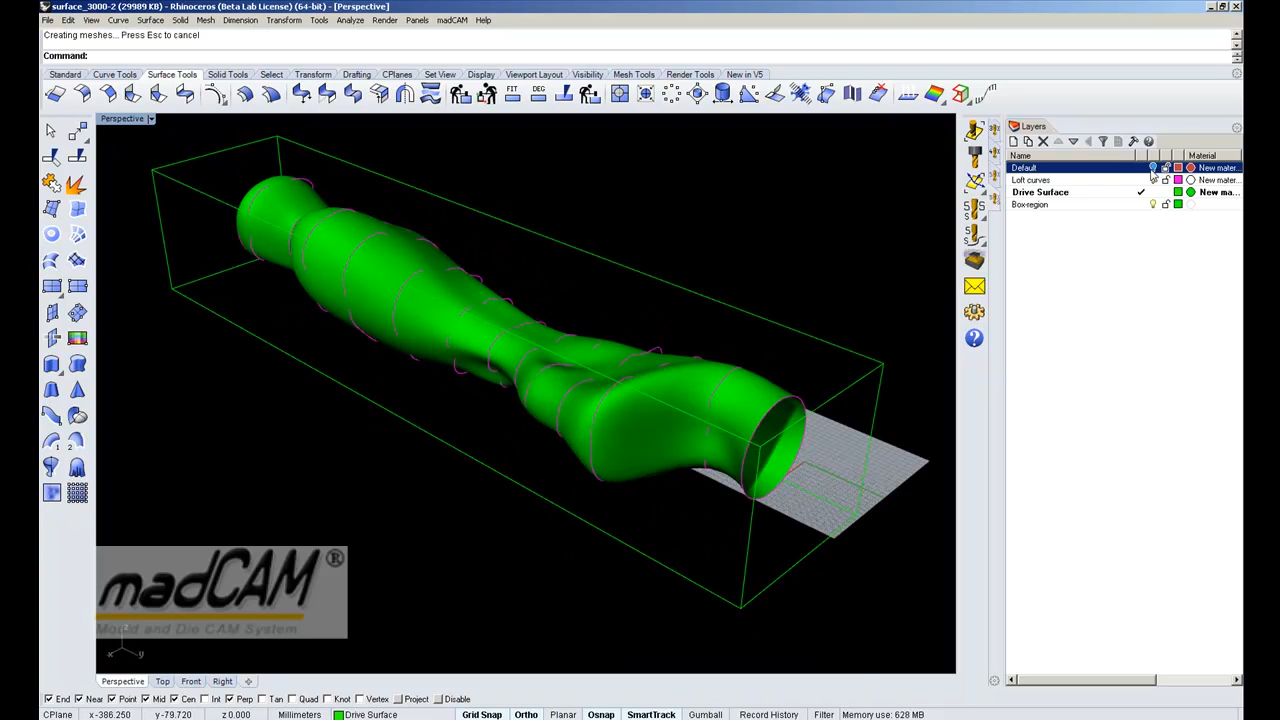 surface_3000-2 (29989 KB) - Rhinoceros (Beta Lab License) (64-bit) - [Perspective]
File Edit View Curve Surface Solid Mesh Dimension Transform Tools Analyze Render Panels madCAM Help
Creating meshes... Press Esc to cancel
Command:
Standard Curve Tools Surface Tools Solid Tools Select Transform Drafting CPlanes Set View Display Viewport Layout Visibility Mesh Tools Render Tools New in V5
FIT DEG
Perspective
Layers
Name Material
Default New mater...
Loft curves New mater...
Drive Surface New ma...
Box-region
madCAM®
Mould and Die CAM System
x y
Perspective Top Front Right
End Near Point Mid Cen Int Perp Tan Quad Knot Vertex Project Disable
CPlane x -386.250 y -79.720 z 0.000 Millimeters Drive Surface Grid Snap Ortho Planar Osnap SmartTrack Gumball Record History Filter Memory use: 628 MB